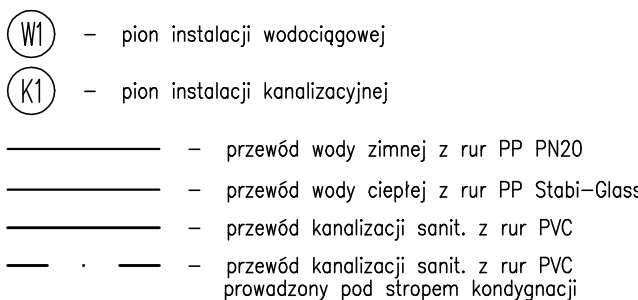 W1 – pion instalacji wodociągowej
K1 – pion instalacji kanalizacyjnej
– przewód wody zimnej z rur PP PN20
– przewód wody ciepłej z rur PP Stabi–Glass
– przewód kanalizacji sanit. z rur PVC
– przewód kanalizacji sanit. z rur PVC
prowadzony pod stropem kondygnacji